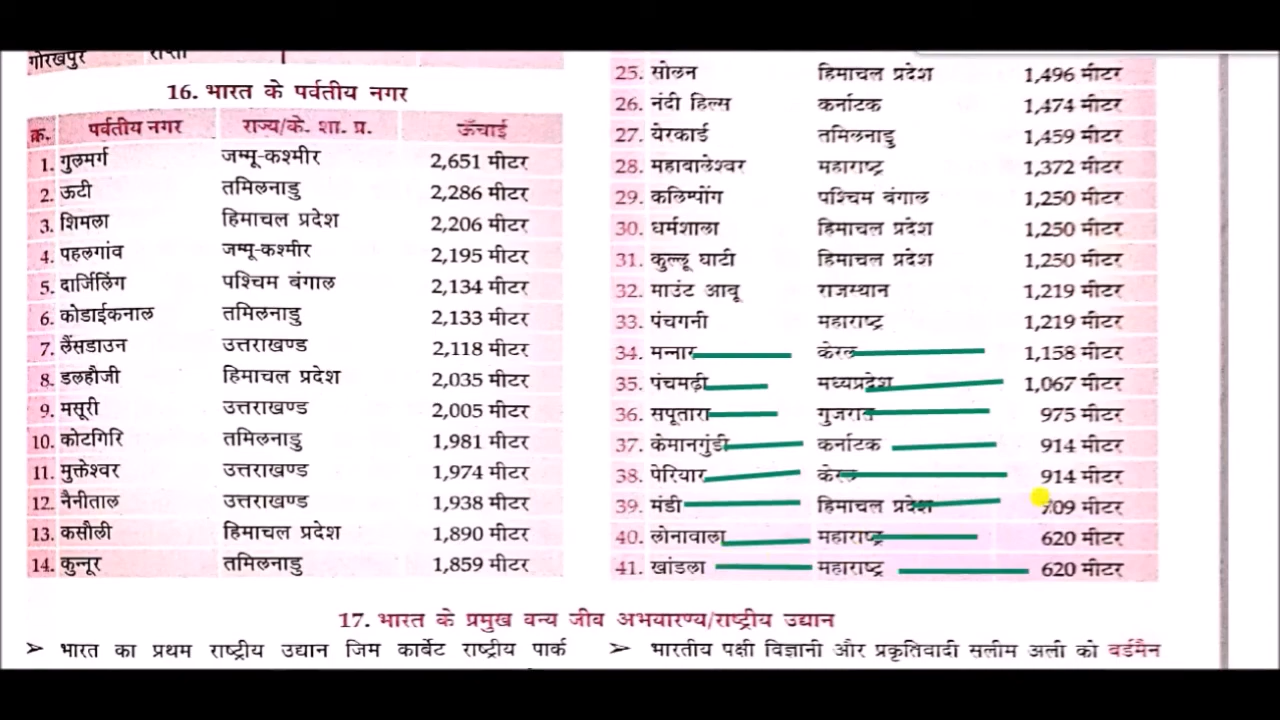 गोरखपुर राप्ती
16. भारत के पर्वतीय नगर
क्र. पर्वतीय नगर राज्य/के. शा. प्र. ऊँचाई
1. गुलमर्ग जम्मू-कश्मीर 2,651 मीटर
2. ऊटी तमिलनाडु 2,286 मीटर
3. शिमला हिमाचल प्रदेश 2,206 मीटर
4. पहलगांव जम्मू-कश्मीर 2,195 मीटर
5. दार्जिलिंग पश्चिम बंगाल 2,134 मीटर
6. कोडाईकनाल तमिलनाडु 2,133 मीटर
7. लैंसडाउन उत्तराखण्ड 2,118 मीटर
8. डलहौजी हिमाचल प्रदेश 2,035 मीटर
9. मसूरी उत्तराखण्ड 2,005 मीटर
10. कोटगिरि तमिलनाडु 1,981 मीटर
11. मुक्तेश्वर उत्तराखण्ड 1,974 मीटर
12. नैनीताल उत्तराखण्ड 1,938 मीटर
13. कसौली हिमाचल प्रदेश 1,890 मीटर
14. कुन्नूर तमिलनाडु 1,859 मीटर
25. सोलन हिमाचल प्रदेश 1,496 मीटर
26. नंदी हिल्स कर्नाटक 1,474 मीटर
27. येरकार्ड तमिलनाडु 1,459 मीटर
28. महाबालेश्वर महाराष्ट्र 1,372 मीटर
29. कलिम्पोंग पश्चिम बंगाल 1,250 मीटर
30. धर्मशाला हिमाचल प्रदेश 1,250 मीटर
31. कुल्लू घाटी हिमाचल प्रदेश 1,250 मीटर
32. माउंट आबू राजस्थान 1,219 मीटर
33. पंचगनी महाराष्ट्र 1,219 मीटर
34. मन्नार केरल 1,158 मीटर
35. पंचमढ़ी मध्यप्रदेश 1,067 मीटर
36. सपूतारा गुजरात 975 मीटर
37. केमानगुंडी कर्नाटक 914 मीटर
38. पेरियार केरल 914 मीटर
39. मंडी हिमाचल प्रदेश 709 मीटर
40. लोनावाला महाराष्ट्र 620 मीटर
41. खांडला महाराष्ट्र 620 मीटर
17. भारत के प्रमुख वन्य जीव अभयारण्य/राष्ट्रीय उद्यान
➢ भारत का प्रथम राष्ट्रीय उद्यान जिम कार्बेट राष्ट्रीय पार्क
➢ भारतीय पक्षी विज्ञानी और प्रकृतिवादी सलीम अली को बर्डमैन